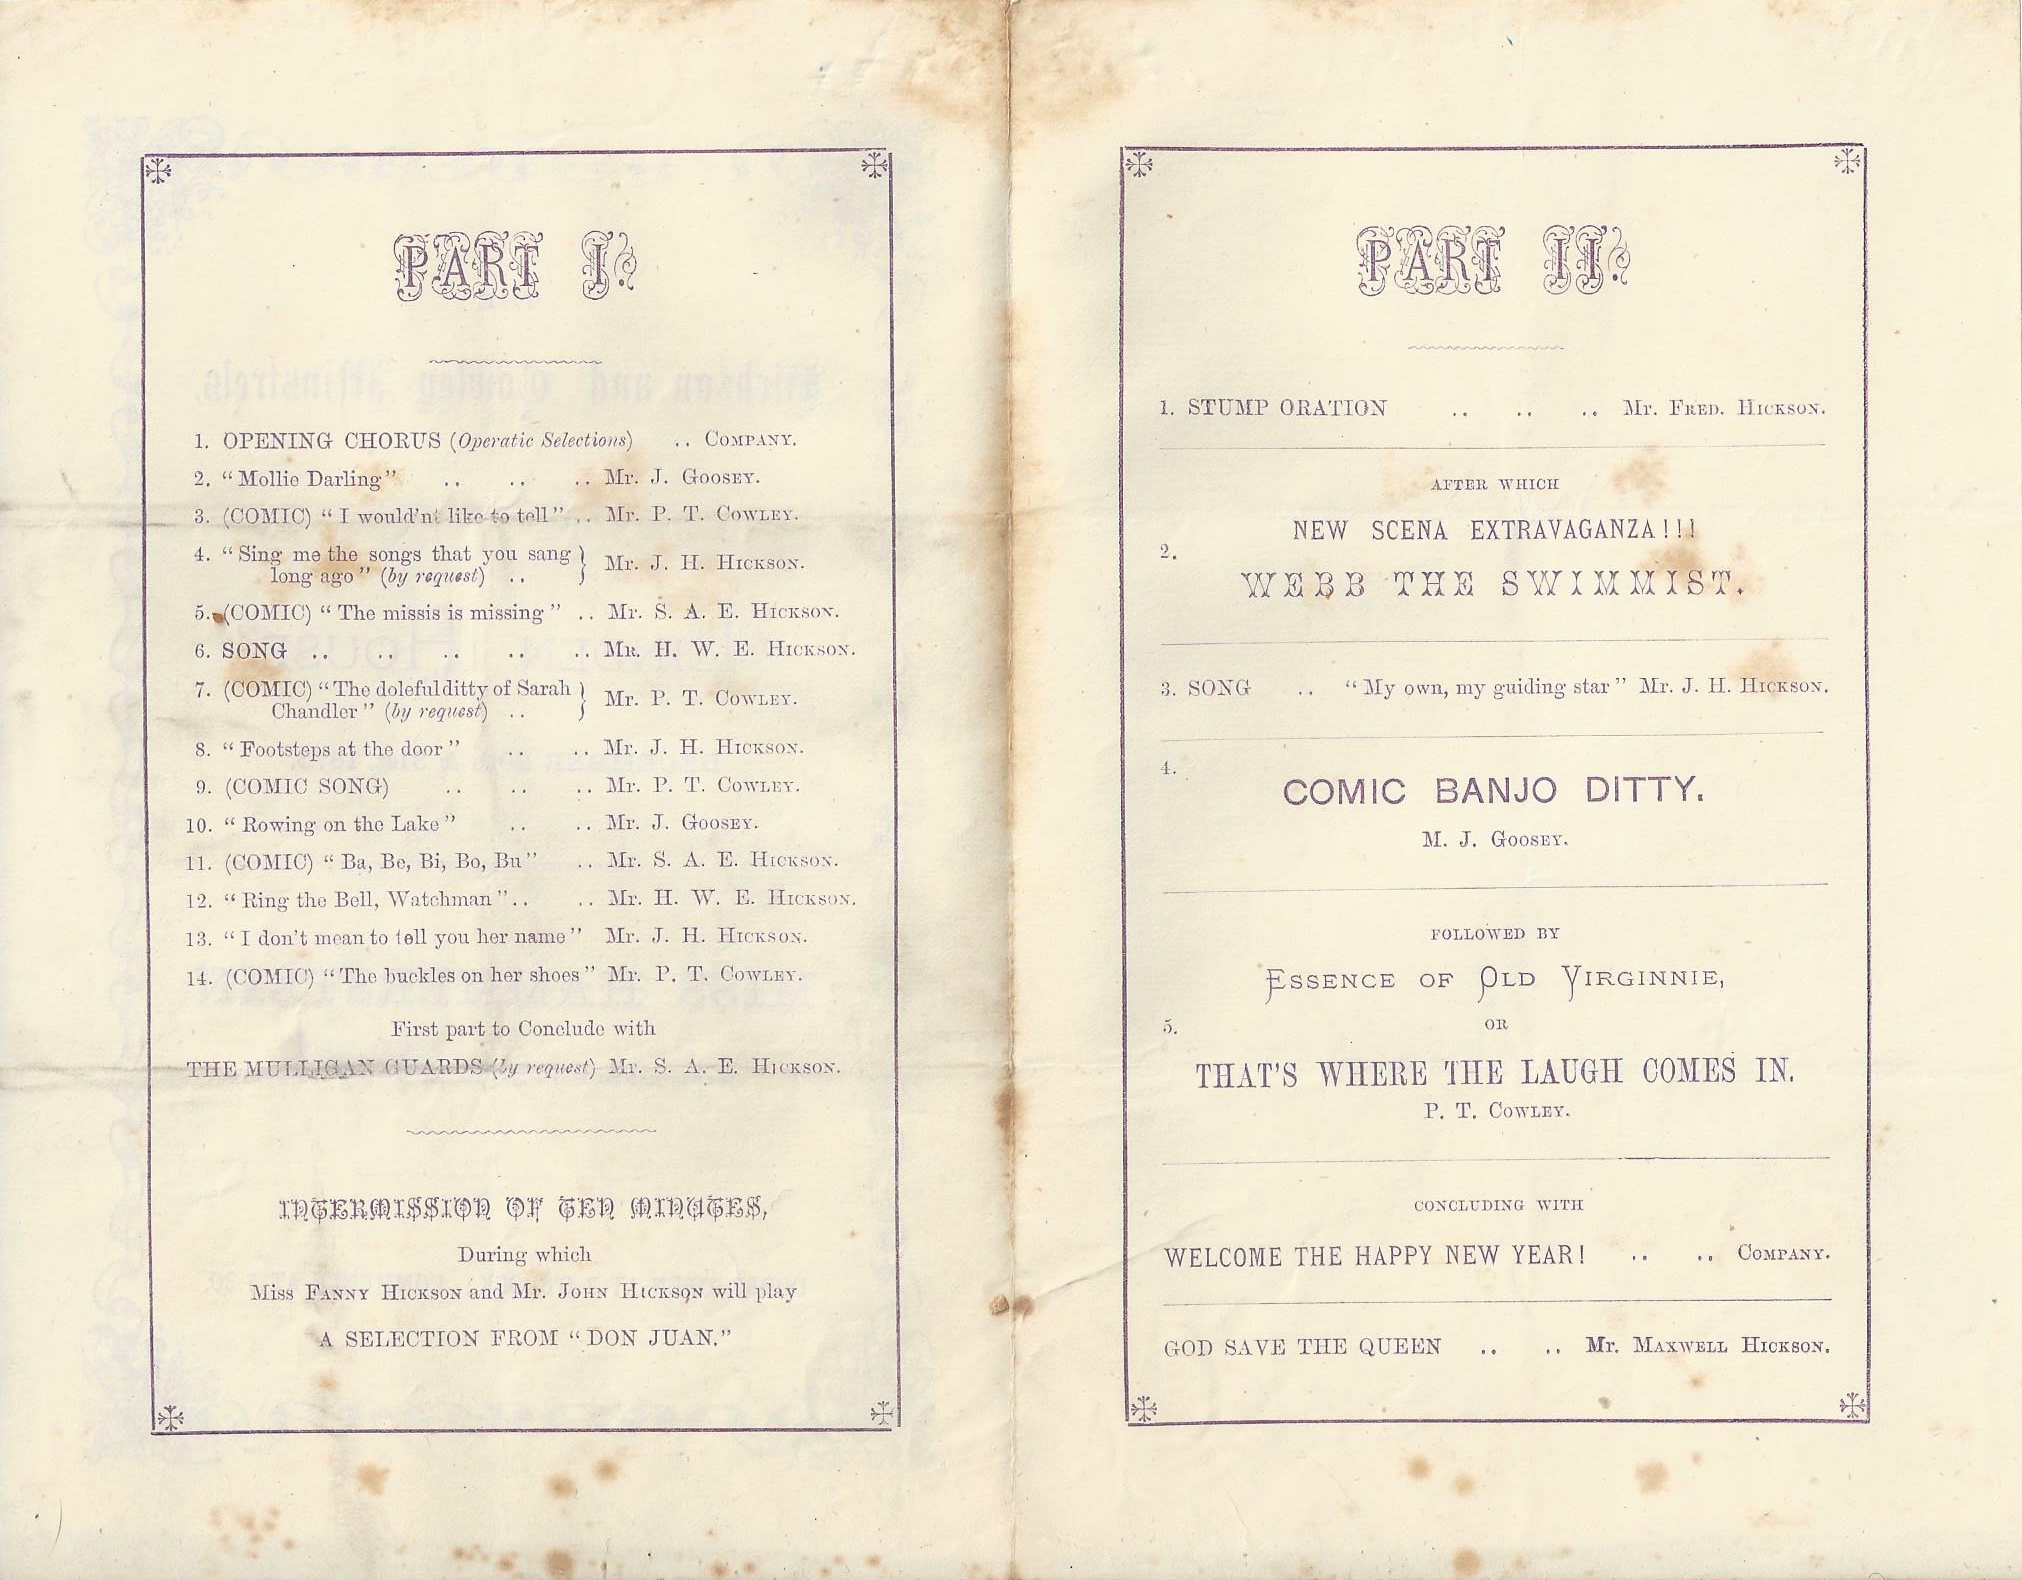 PART I.
1. OPENING CHORUS (Operatic Selections) .. COMPANY.
2. “Mollie Darling” .. .. .. Mr. J. GOOSEY.
3. (COMIC) “I would'nt like to tell” .. Mr. P. T. COWLEY.
4. “Sing me the songs that you sang
long ago” (by request) .. } Mr. J. H. HICKSON.
5. (COMIC) “The missis is missing” .. Mr. S. A. E. HICKSON.
6. SONG .. .. .. .. .. MR. H. W. E. HICKSON.
7. (COMIC) “The doleful ditty of Sarah
Chandler” (by request) .. } Mr. P. T. COWLEY.
8. “Footsteps at the door” .. .. Mr. J. H. HICKSON.
9. (COMIC SONG) .. .. .. Mr. P. T. COWLEY.
10. “Rowing on the Lake” .. .. Mr. J. GOOSEY.
11. (COMIC) “Ba, Be, Bi, Bo, Bu” .. Mr. S. A. E. HICKSON.
12. “Ring the Bell, Watchman” .. .. Mr. H. W. E. HICKSON.
13. “I don't mean to tell you her name” Mr. J. H. HICKSON.
14. (COMIC) “The buckles on her shoes” Mr. P. T. COWLEY.
First part to Conclude with
THE MULLIGAN GUARDS (by request) Mr. S. A. E. HICKSON.
INTERMISSION OF TEN MINUTES,
During which
Miss FANNY HICKSON and Mr. JOHN HICKSON will play
A SELECTION FROM “DON JUAN.”
PART II.
1. STUMP ORATION .. .. .. Mr. FRED. HICKSON.
AFTER WHICH
NEW SCENA EXTRAVAGANZA!!!
2.
WEBB THE SWIMMIST.
3. SONG .. “My own, my guiding star” Mr. J. H. HICKSON.
4.
COMIC BANJO DITTY.
M. J. GOOSEY.
FOLLOWED BY
ESSENCE OF OLD VIRGINNIE,
5. OR
THAT'S WHERE THE LAUGH COMES IN.
P. T. COWLEY.
CONCLUDING WITH
WELCOME THE HAPPY NEW YEAR! .. .. COMPANY.
GOD SAVE THE QUEEN .. .. Mr. MAXWELL HICKSON.